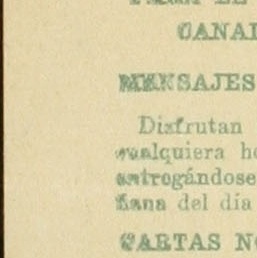 CANAL
MENSAJES
Disfrutan
cualquiera h
entregándose
ñana del día
CARTAS N